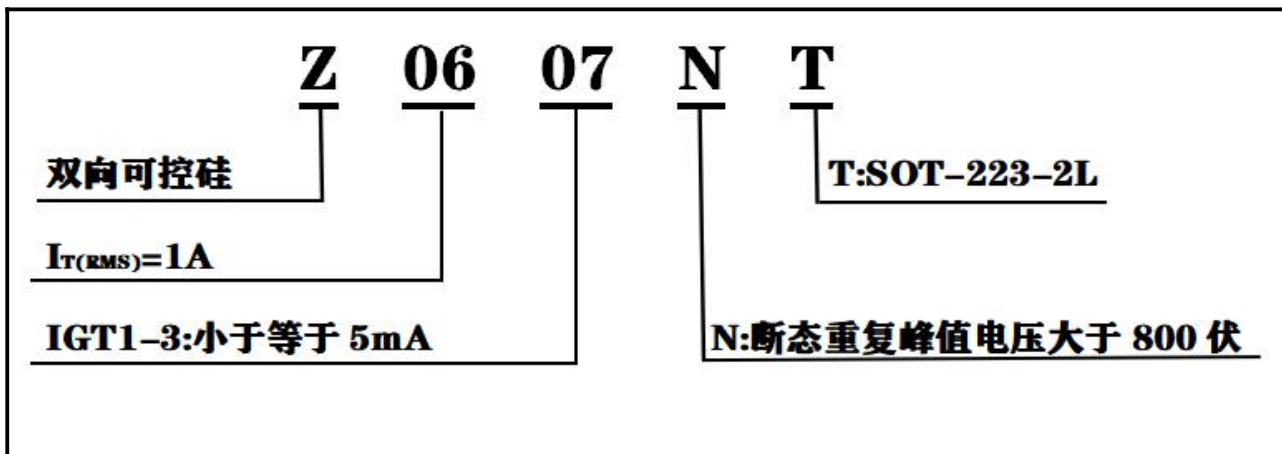 Z 06 07 N T
双向可控硅
T:SOT-223-2L
IT(RMS)=1A
IGT1-3:小于等于 5mA
N:断态重复峰值电压大于 800 伏